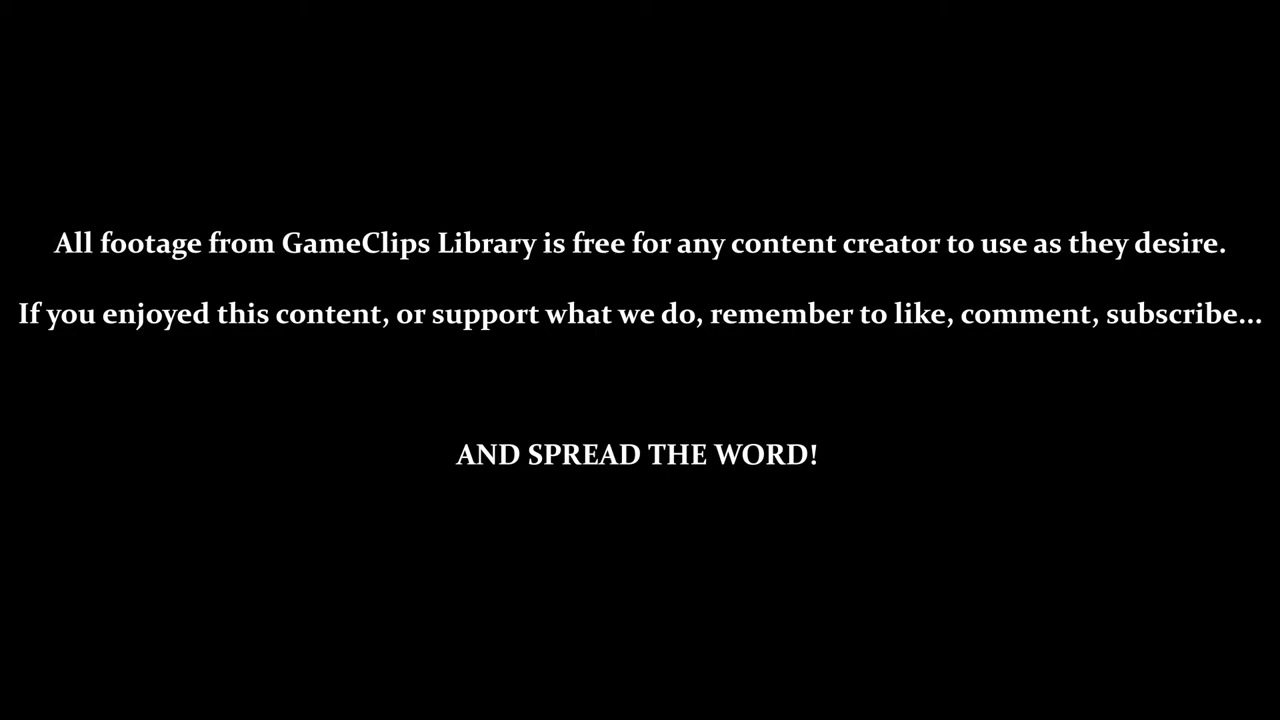 All footage from GameClips Library is free for any content creator to use as they desire.
If you enjoyed this content, or support what we do, remember to like, comment, subscribe...
AND SPREAD THE WORD!